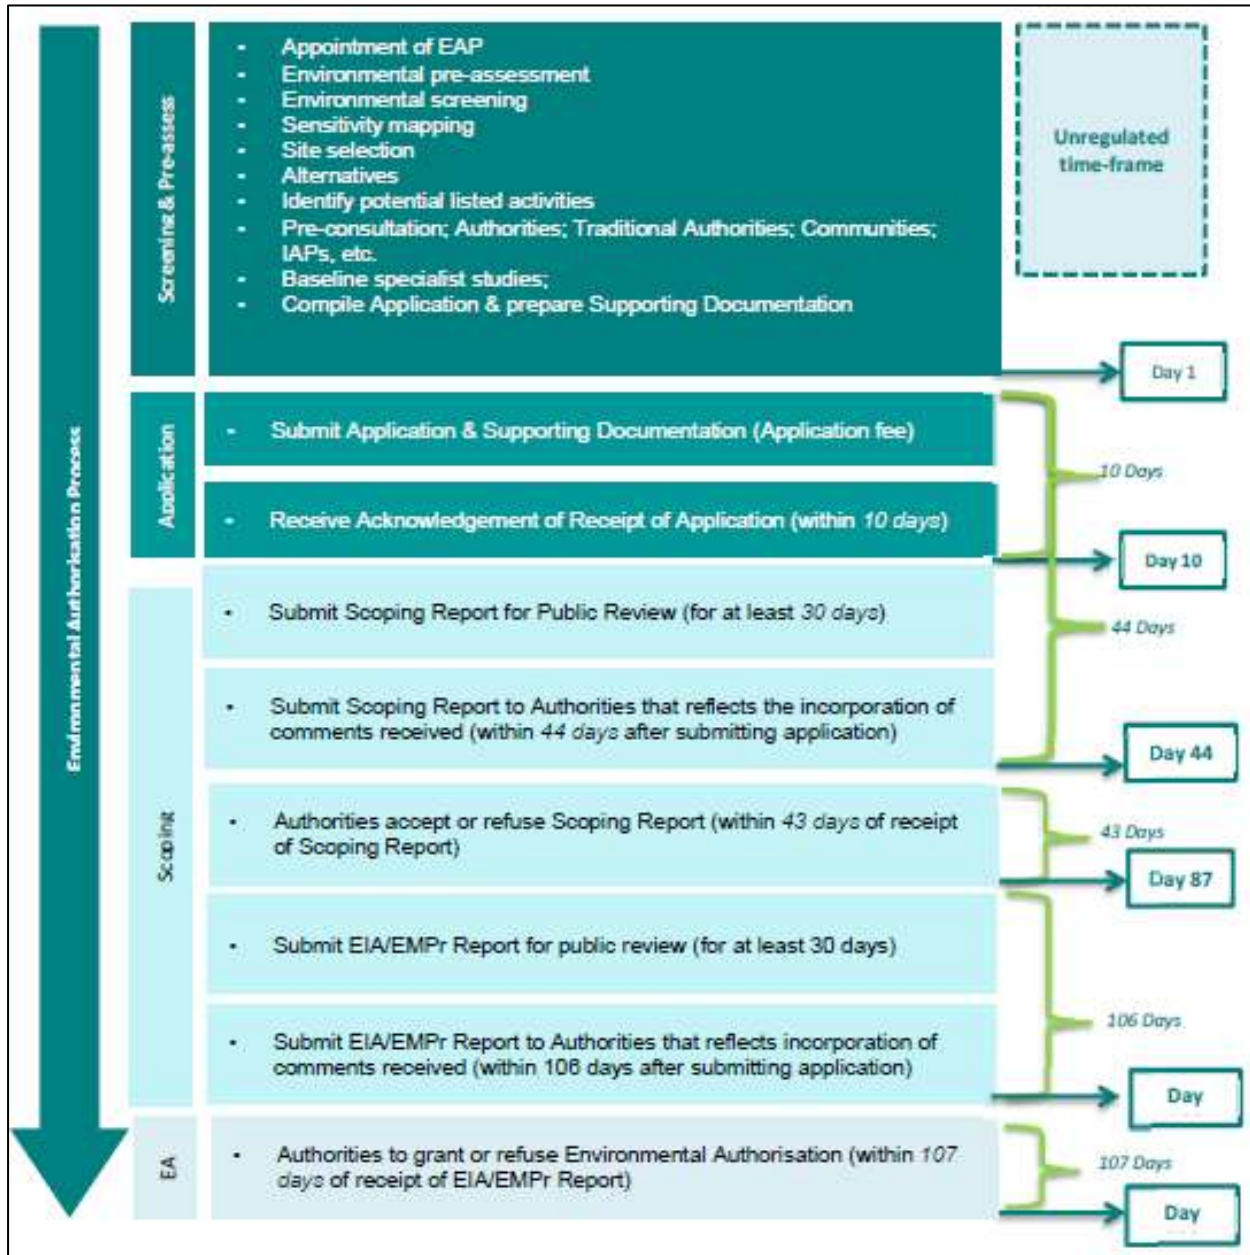 Environmental Authorisation Process
Screening & Pre-assess
- Appointment of EAP
- Environmental pre-assessment
- Environmental screening
- Sensitivity mapping
- Site selection
- Alternatives
- Identify potential listed activities
- Pre-consultation; Authorities; Traditional Authorities; Communities;
IAPs, etc.
- Baseline specialist studies;
- Compile Application & prepare Supporting Documentation
Unregulated
time-frame
Day 1
Application
- Submit Application & Supporting Documentation (Application fee)
10 Days
- Receive Acknowledgement of Receipt of Application (within 10 days)
Day 10
Scoping
• Submit Scoping Report for Public Review (for at least 30 days)
44 Days
• Submit Scoping Report to Authorities that reflects the incorporation of
comments received (within 44 days after submitting application)
Day 44
• Authorities accept or refuse Scoping Report (within 43 days of receipt
of Scoping Report)
43 Days
Day 87
• Submit EIA/EMPr Report for public review (for at least 30 days)
106 Days
• Submit EIA/EMPr Report to Authorities that reflects incorporation of
comments received (within 106 days after submitting application)
Day
EA
• Authorities to grant or refuse Environmental Authorisation (within 107
days of receipt of EIA/EMPr Report)
107 Days
Day